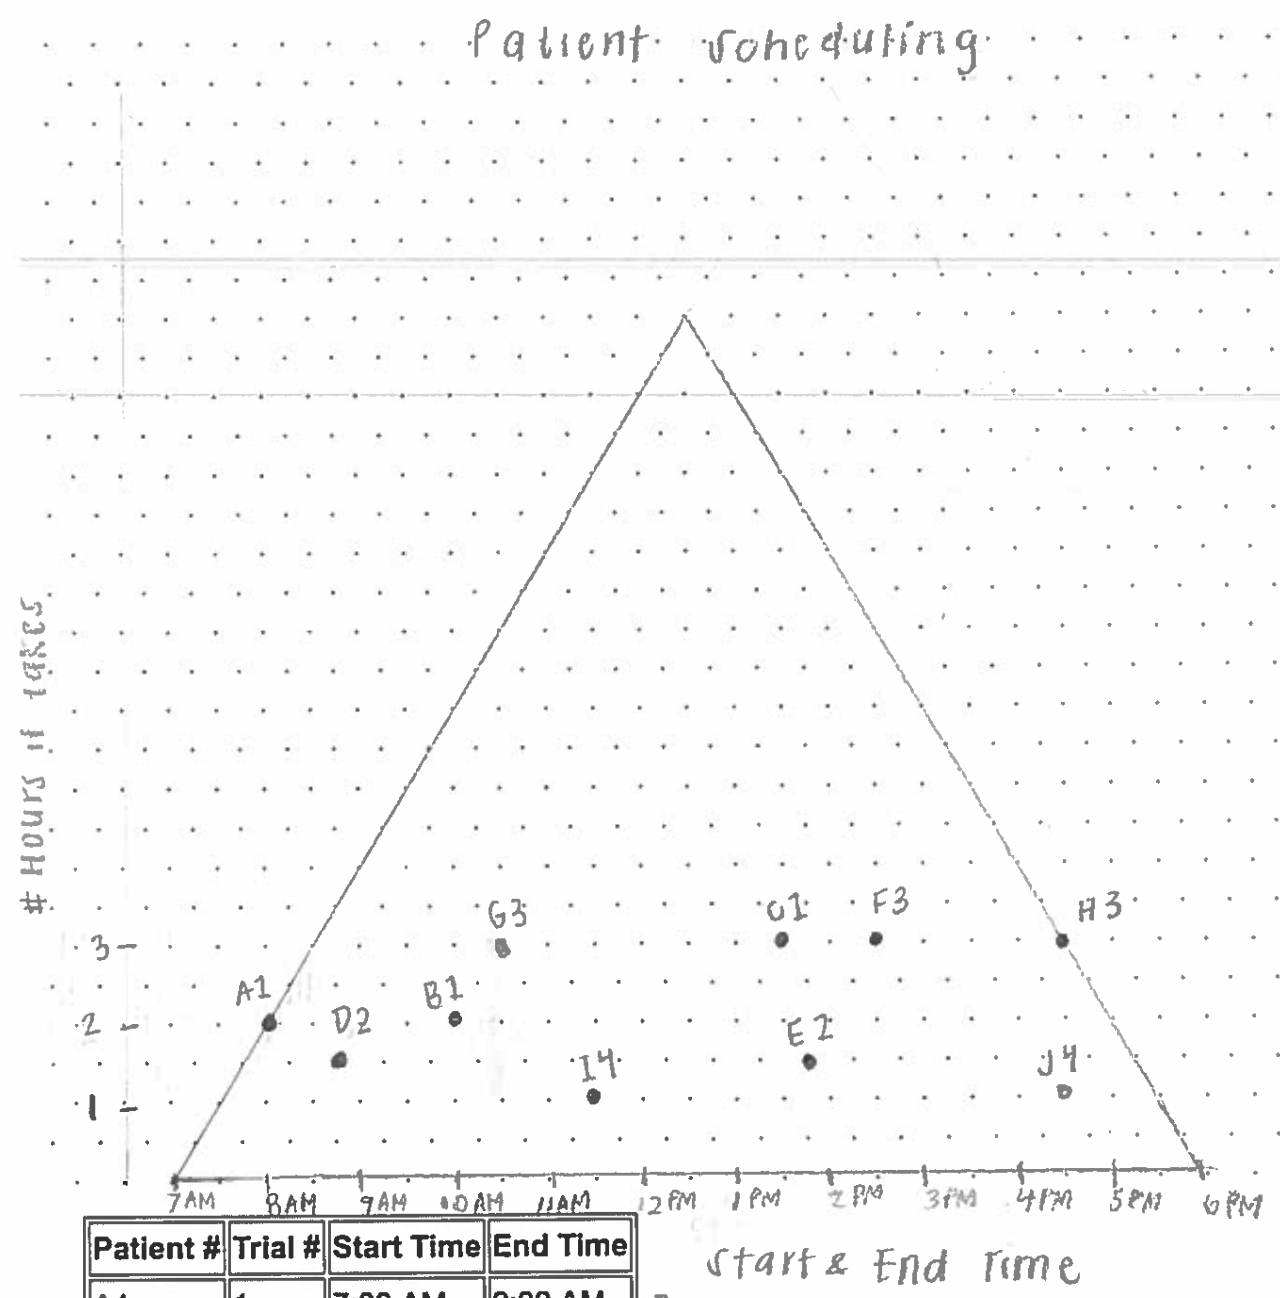 Patient Scheduling
# Hours it takes
G3
C1
F3
H3
3
A1
B1
2
D2
E2
I4
J4
1
7AM 8AM 9AM 10AM 11AM 12PM 1PM 2PM 3PM 4PM 5PM 6PM
Patient # Trial # Start Time End Time
Start & End Time